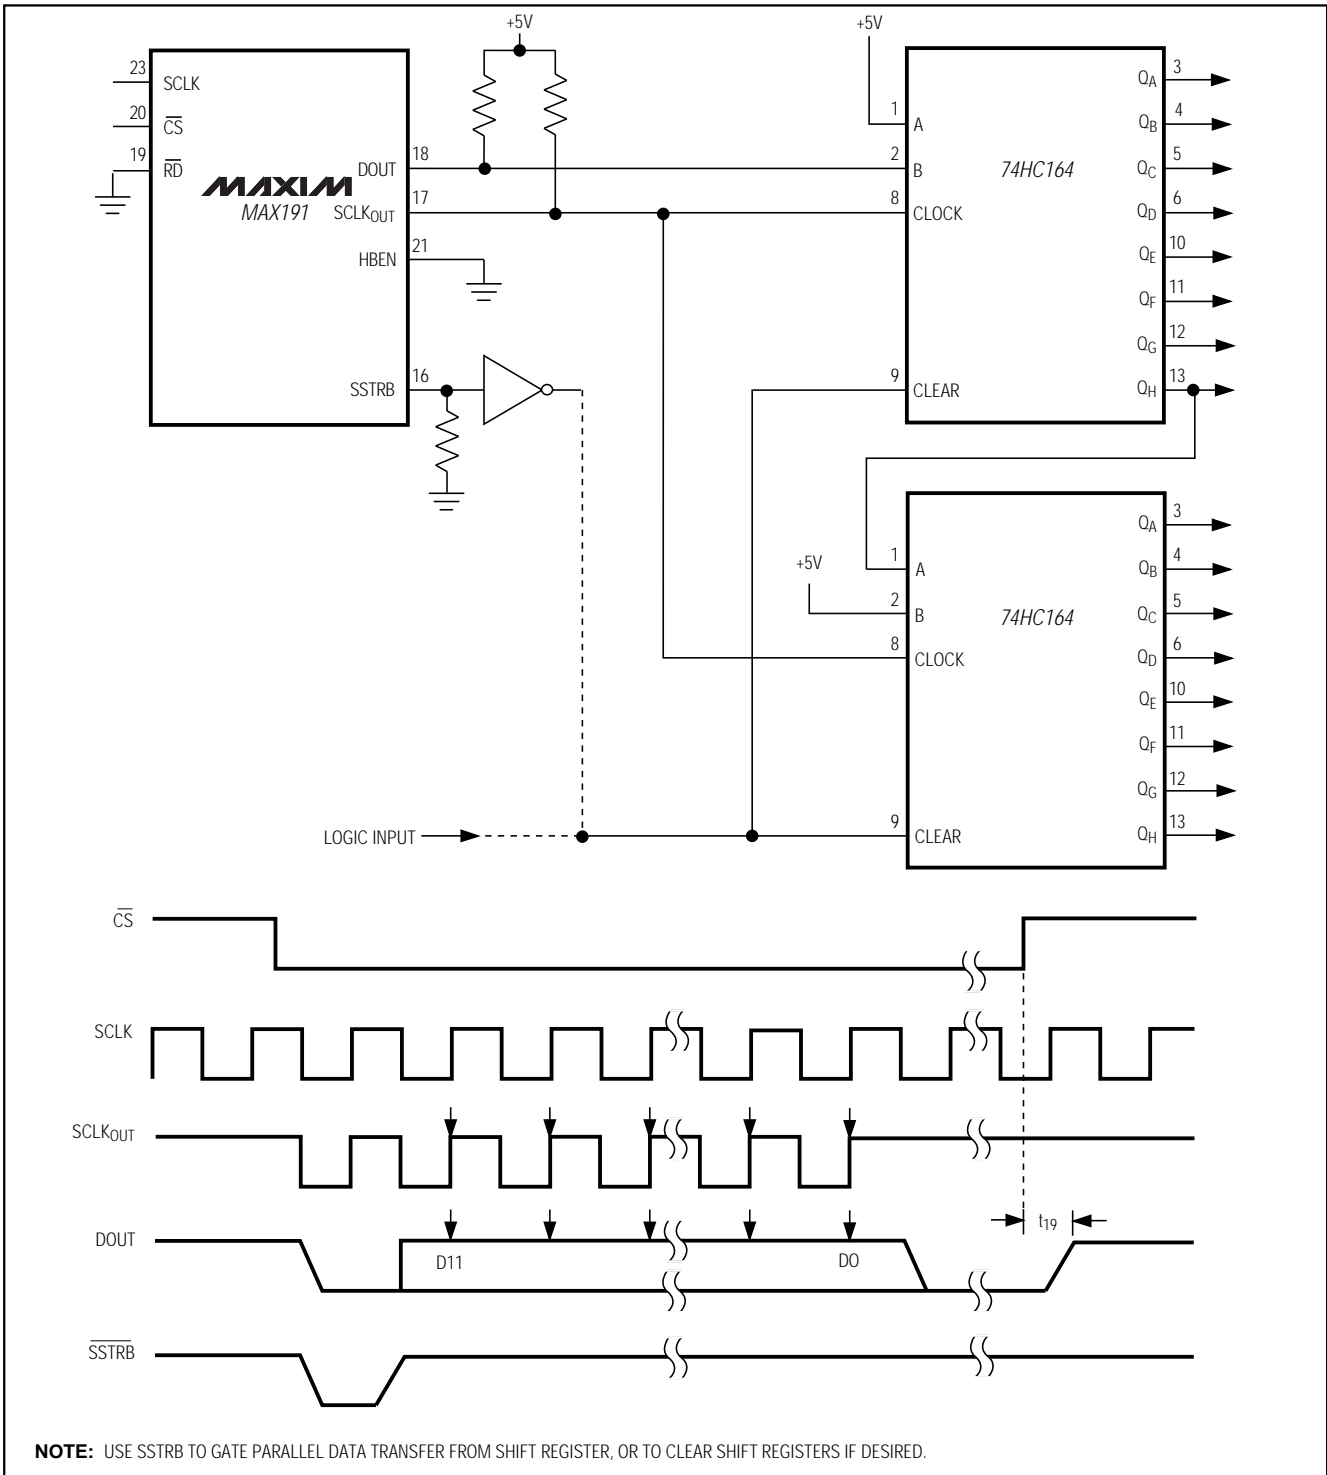 +5V
+5V
23
SCLK
20
CS
19
RD
MAXIM
MAX191
DOUT
18
SCLKOUT
17
HBEN
21
SSTRB
16
1
A
2
B
8
CLOCK
9
CLEAR
74HC164
QA
3
QB
4
QC
5
QD
6
QE
10
QF
11
QG
12
QH
13
+5V
1
A
2
B
8
CLOCK
9
CLEAR
74HC164
QA
3
QB
4
QC
5
QD
6
QE
10
QF
11
QG
12
QH
13
LOGIC INPUT
CS
SCLK
SCLKOUT
DOUT
D11
DO
t19
SSTRB
NOTE: USE SSTRB TO GATE PARALLEL DATA TRANSFER FROM SHIFT REGISTER, OR TO CLEAR SHIFT REGISTERS IF DESIRED.